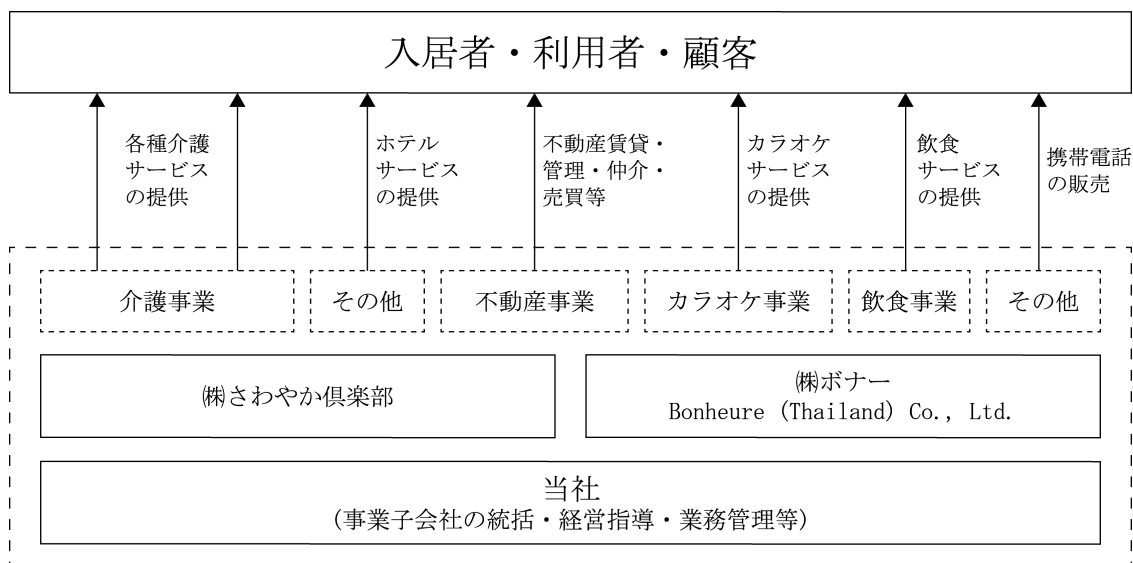 入居者・利用者・顧客
各種介護
サービス
の提供
ホテル
サービス
の提供
不動産賃貸・
管理・仲介・
売買等
カラオケ
サービス
の提供
飲食
サービス
の提供
携帯電話
の販売
介護事業
その他
不動産事業
カラオケ事業
飲食事業
その他
㈱さわやか倶楽部
㈱ボナー
Bonheure (Thailand) Co., Ltd.
当社
(事業子会社の統括・経営指導・業務管理等)